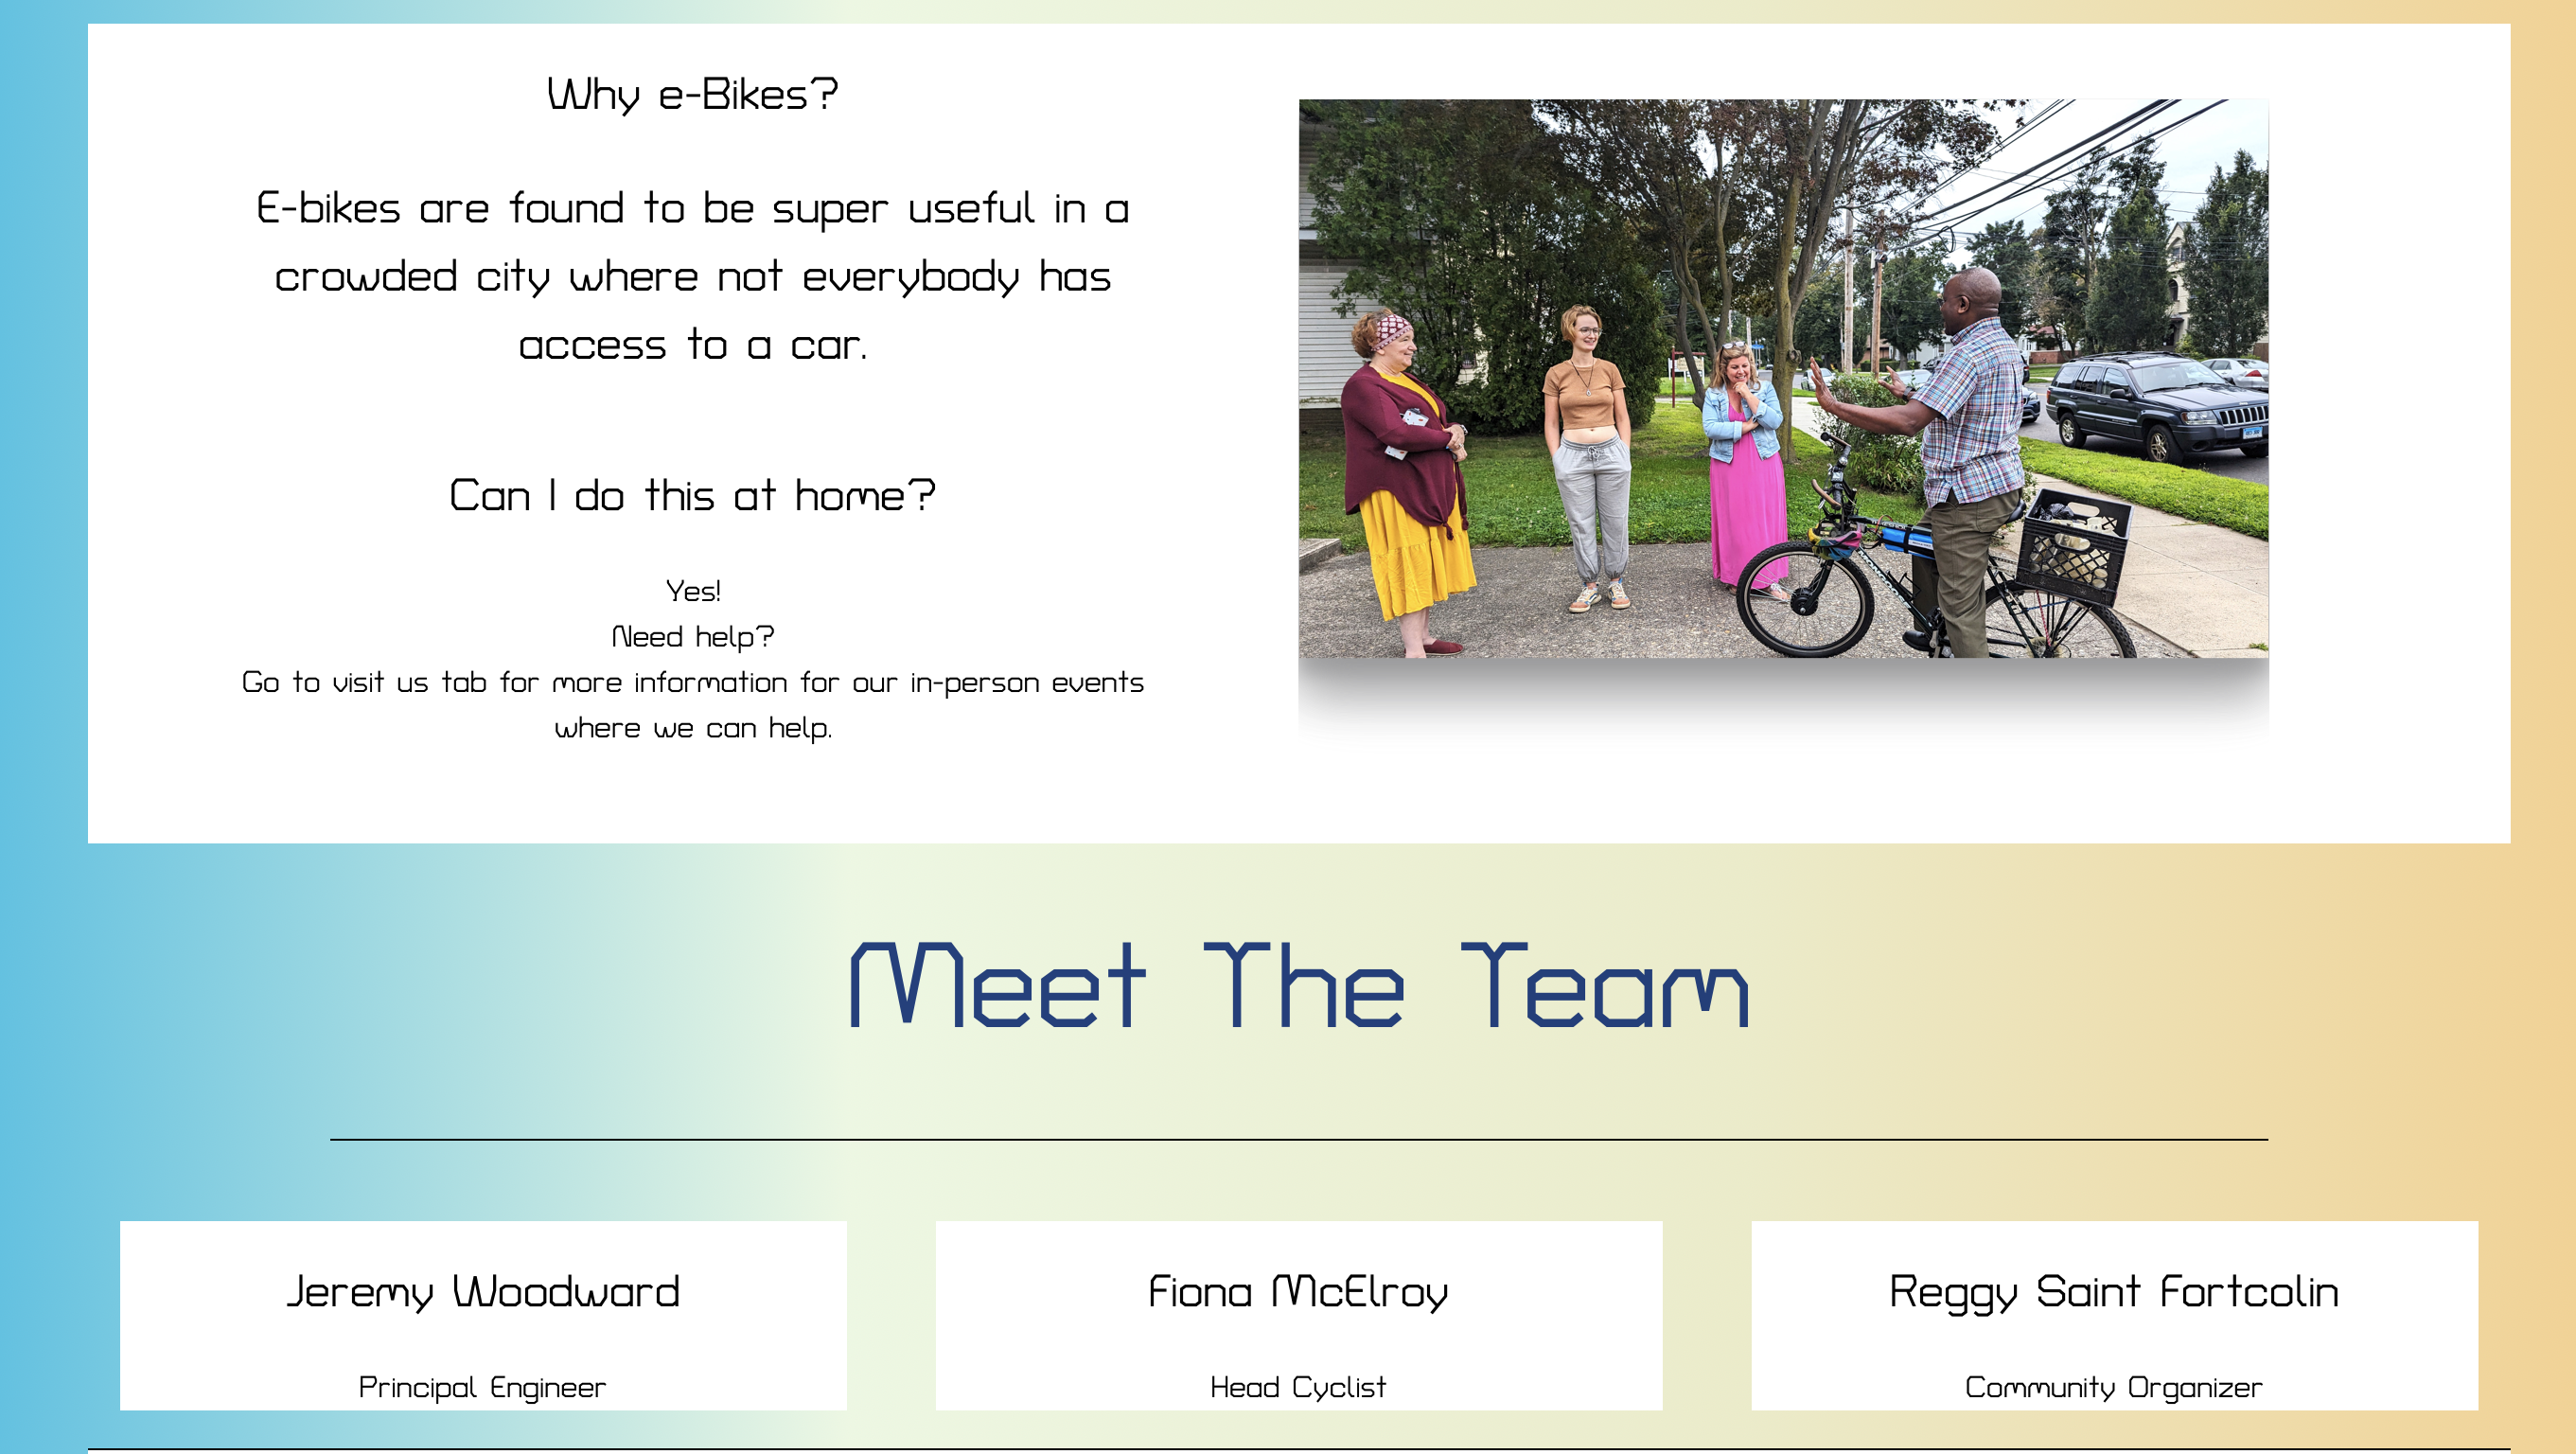 Why e-Bikes?
E-bikes are found to be super useful in a
crowded city where not everybody has
access to a car.
Can I do this at home?
Yes!
Need help?
Go to visit us tab for more information for our in-person events
where we can help.
Meet The Team
Jeremy Woodward
Fiona McElroy
Reggy Saint Fortcolin
Principal Engineer
Head Cyclist
Community Organizer